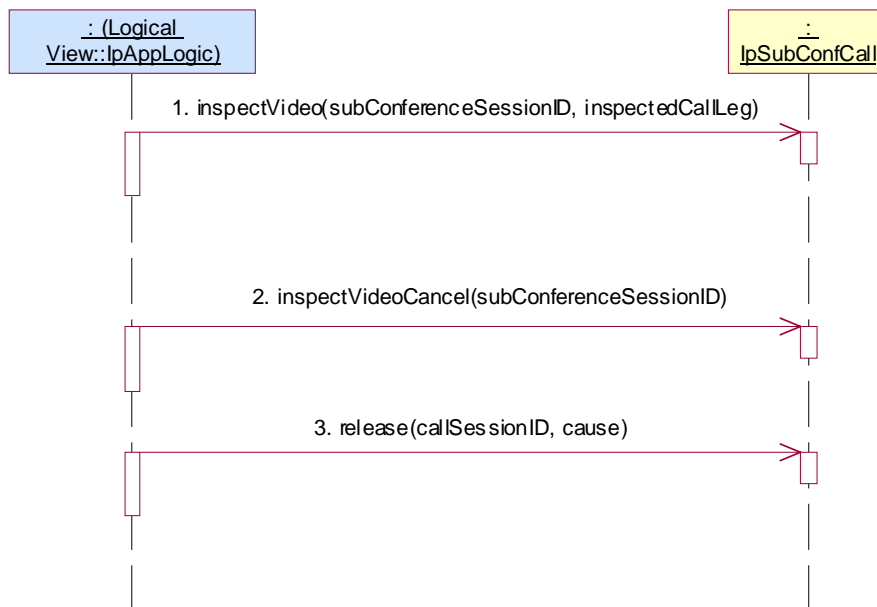 : (Logical
View::IpAppLogic)
:
IpSubConfCall
1. inspectVideo(subConferenceSessionID, inspectedCallLeg)
2. inspectVideoCancel(subConferenceSessionID)
3. release(callSessionID, cause)